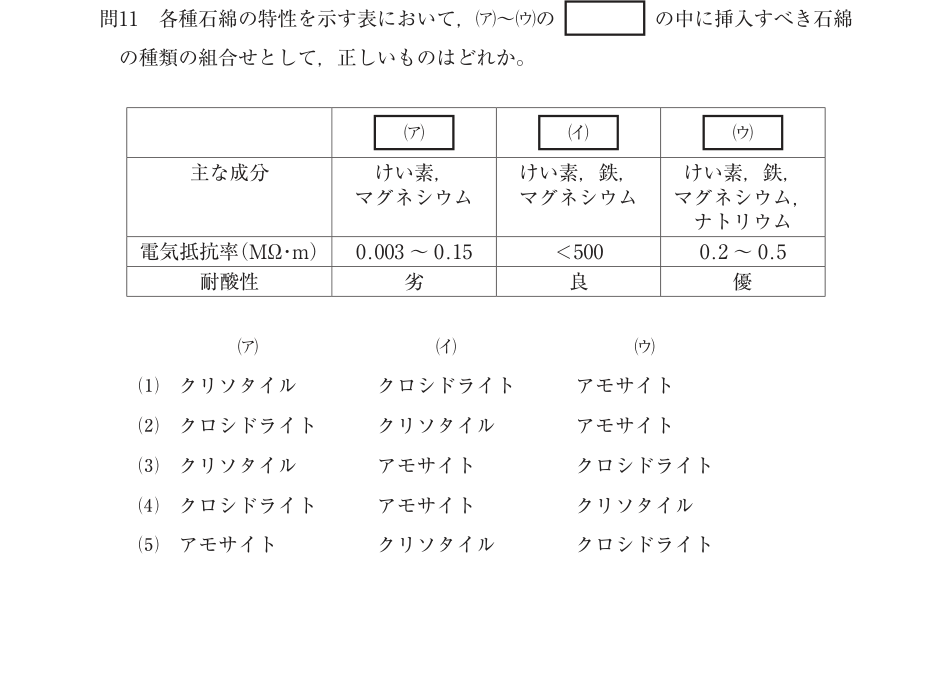 問11 各種石綿の特性を示す表において，㋐～㋒の の中に挿入すべき石綿
の種類の組合せとして，正しいものはどれか。
(ア) (イ) (ウ)
主な成分 けい素， けい素，鉄， けい素，鉄，
マグネシウム マグネシウム マグネシウム，
ナトリウム
電気抵抗率(MΩ・m) 0.003 ～ 0.15 ＜500 0.2 ～ 0.5
耐酸性 劣 良 優
(ア) (イ) (ウ)
(1) クリソタイル クロシドライト アモサイト
(2) クロシドライト クリソタイル アモサイト
(3) クリソタイル アモサイト クロシドライト
(4) クロシドライト アモサイト クリソタイル
(5) アモサイト クリソタイル クロシドライト